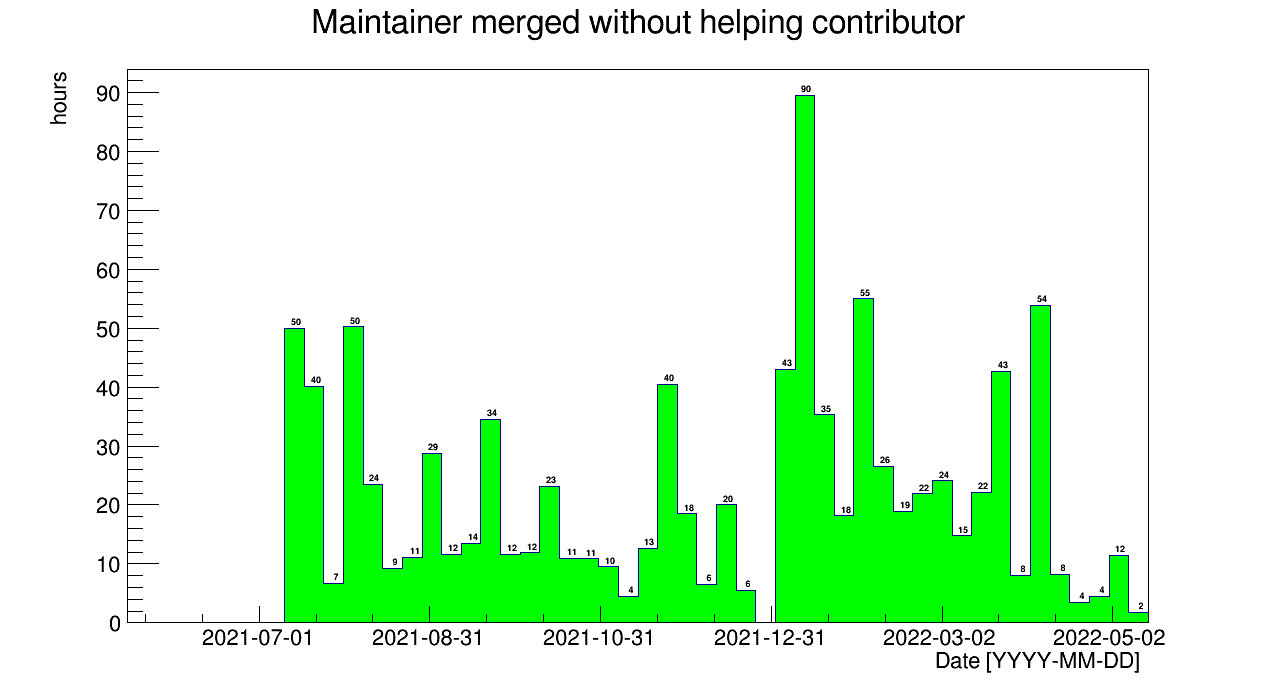 Maintainer merged without helping contributor
hours
90
80
70
60
50
40
30
20
10
0
50 40 7 50 24 9 11 29 12 14 34 12 12 23 11 11 10 4 13 40 18 6 20 6 43 90 35 18 55 26 19 22 24 15 22 43 8 54 8 4 4 12 2
2021-07-01 2021-08-31 2021-10-31 2021-12-31 2022-03-02 2022-05-02
Date [YYYY-MM-DD]